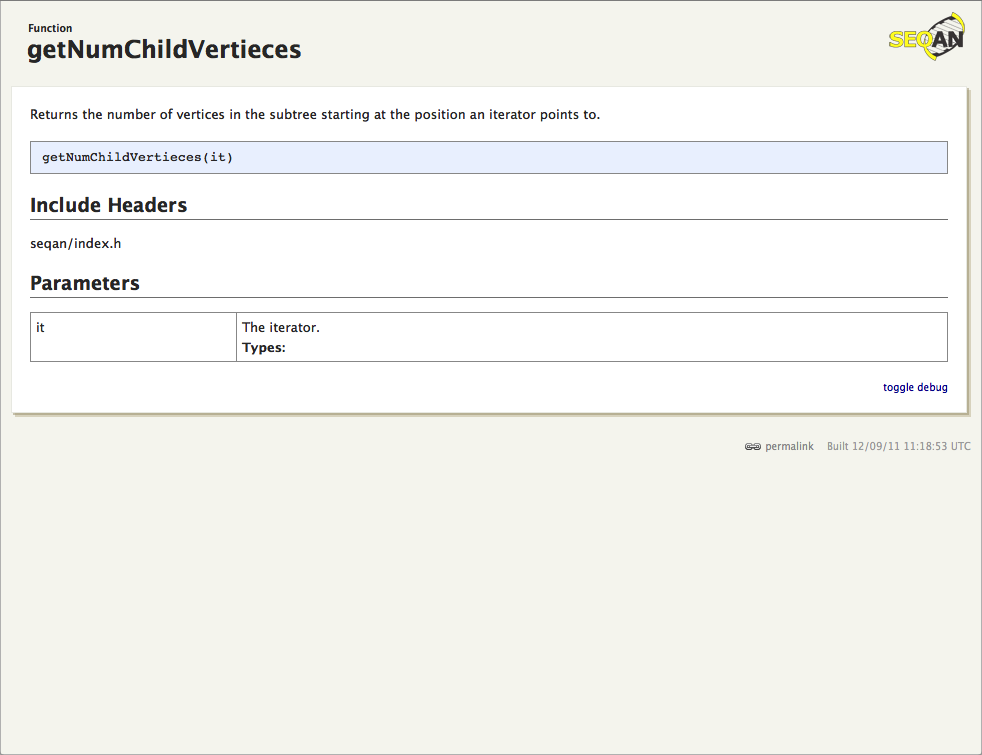 Function
getNumChildVertieces
SEQAN
Returns the number of vertices in the subtree starting at the position an iterator points to.
getNumChildVertieces(it)
Include Headers
seqan/index.h
Parameters
it
The iterator.
Types:
toggle debug
permalink Built 12/09/11 11:18:53 UTC